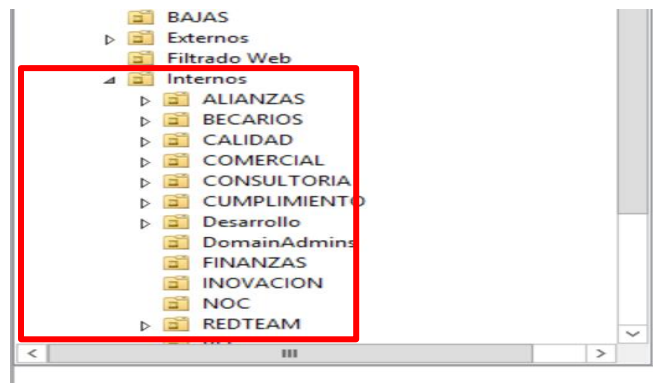 BAJAS
Externos
Filtrado Web
Internos
ALIANZAS
BECARIOS
CALIDAD
COMERCIAL
CONSULTORIA
CUMPLIMIENTO
Desarrollo
DomainAdmins
FINANZAS
INOVACION
NOC
REDTEAM